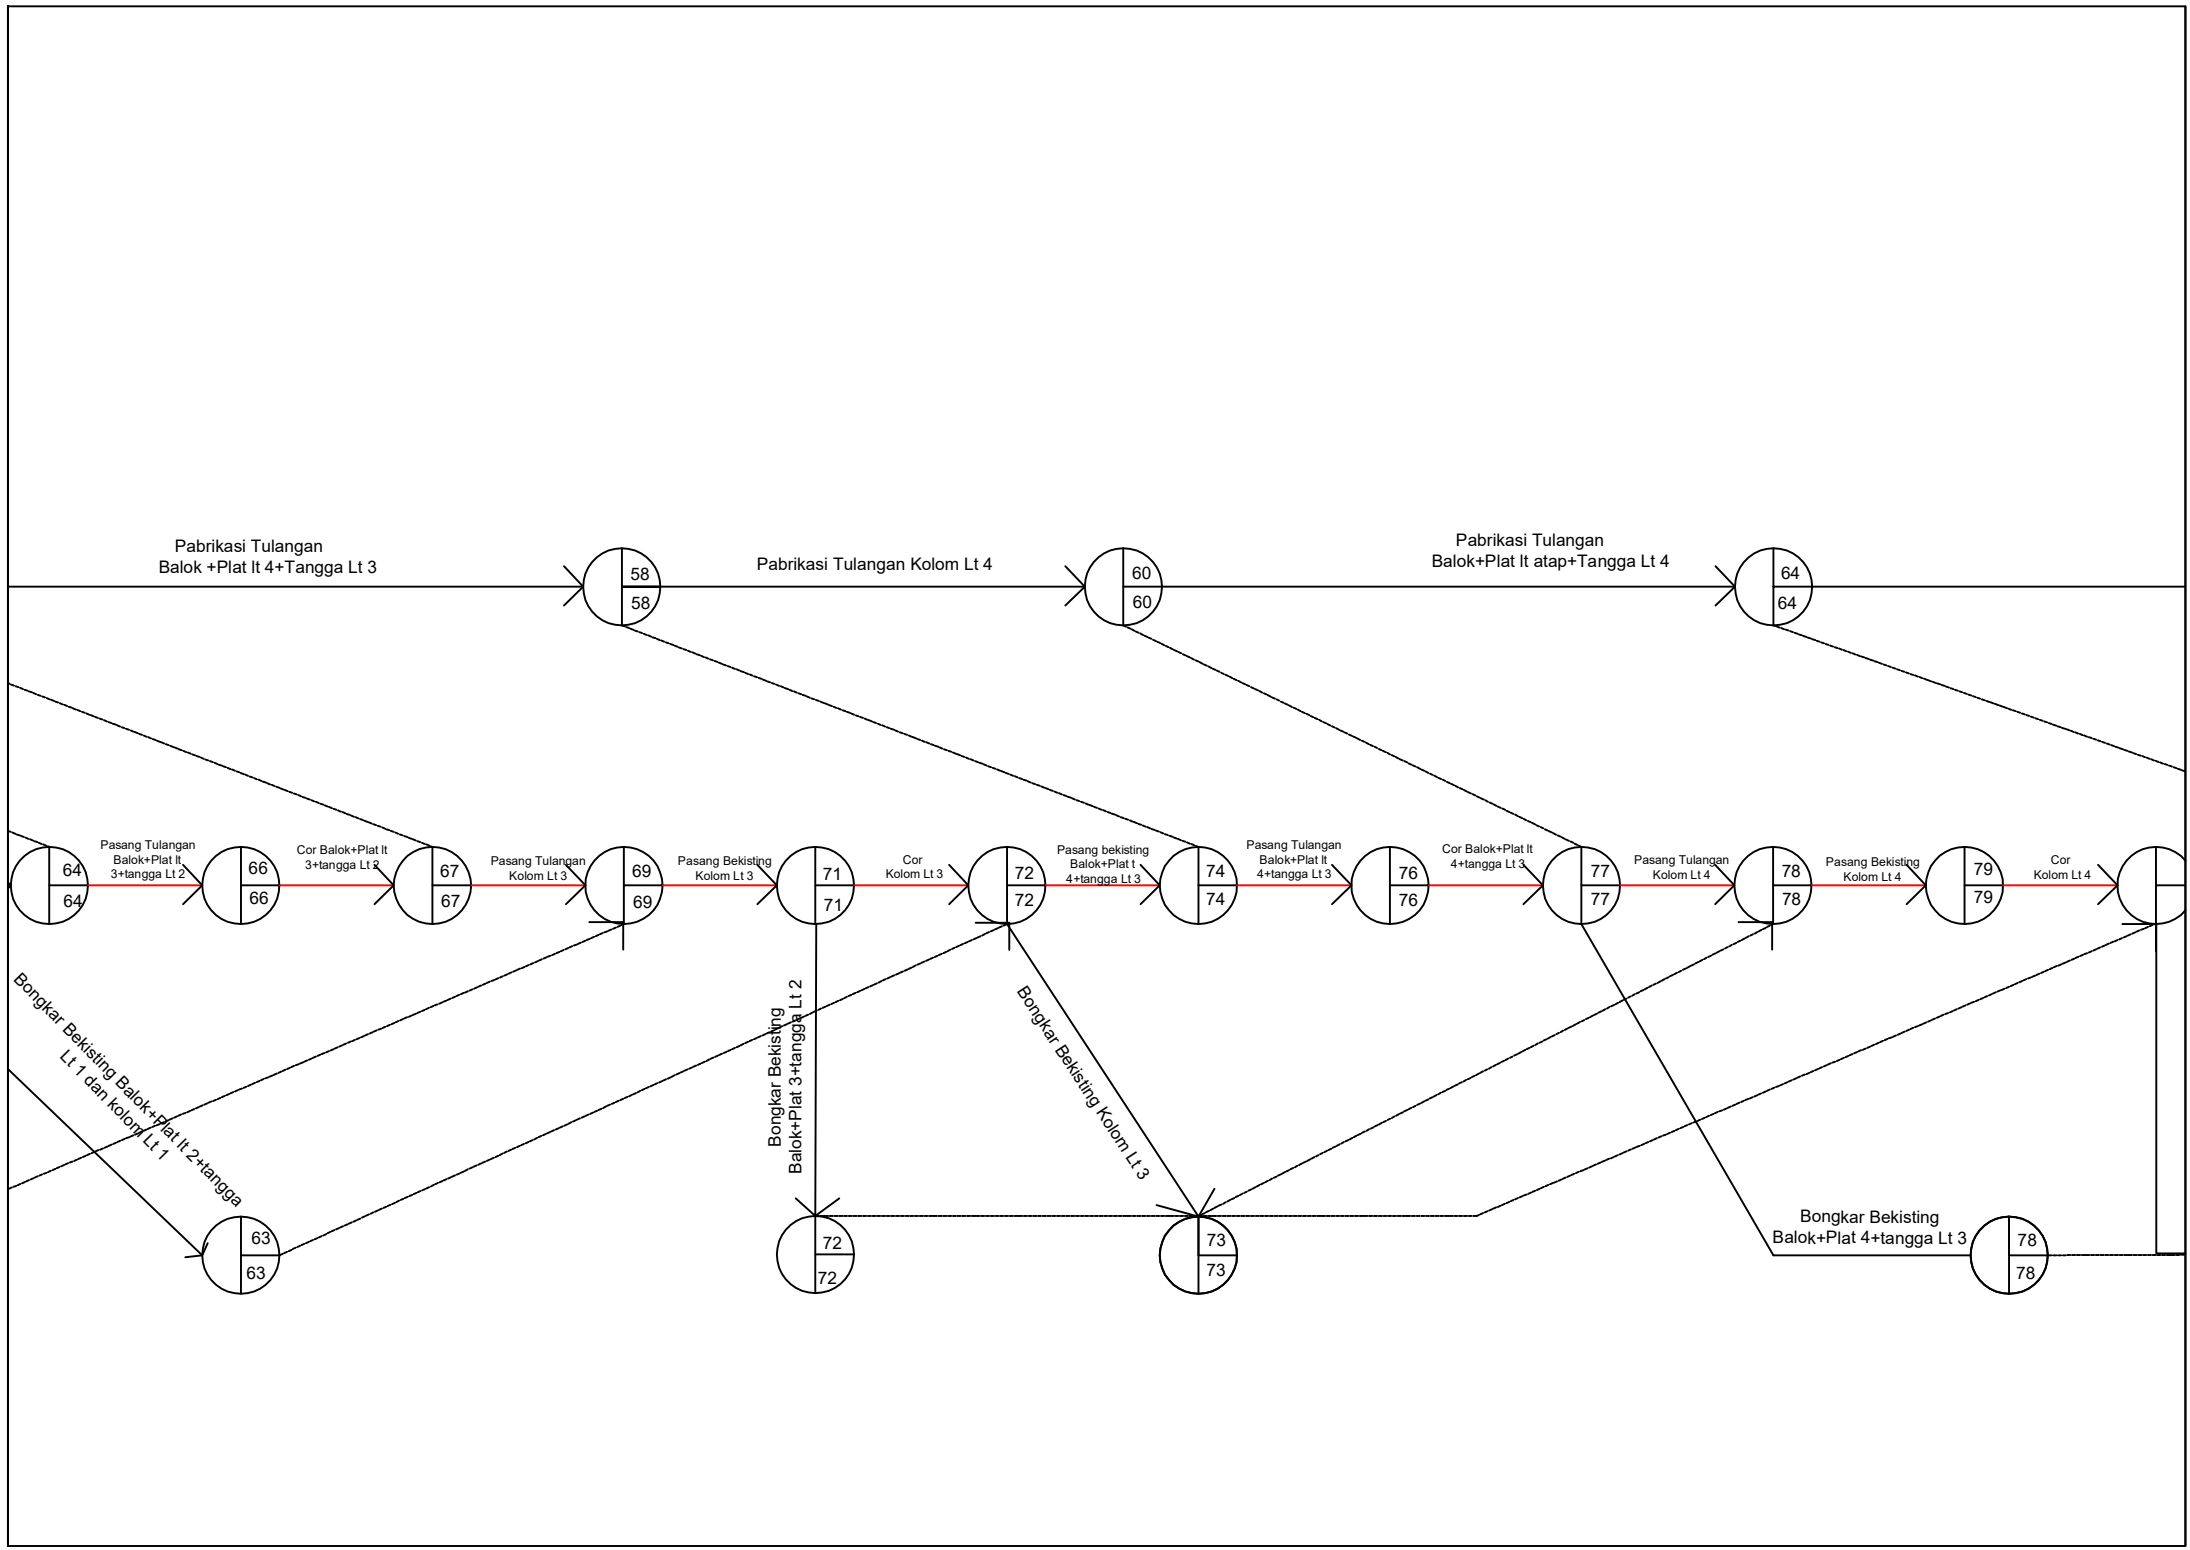 Pabrikasi Tulangan
Balok +Plat lt 4+Tangga Lt 3
58
58
Pabrikasi Tulangan Kolom Lt 4
60
60
Pabrikasi Tulangan
Balok+Plat lt atap+Tangga Lt 4
64
64
64
64
Pasang Tulangan
Balok+Plat lt
3+tangga Lt 2
66
66
Cor Balok+Plat lt
3+tangga Lt 2
67
67
Pasang Tulangan
Kolom Lt 3
69
69
Pasang Bekisting
Kolom Lt 3
71
71
Cor
Kolom Lt 3
72
72
Pasang bekisting
Balok+Plat t
4+tangga Lt 3
74
74
Pasang Tulangan
Balok+Plat lt
4+tangga Lt 3
76
76
Cor Balok+Plat lt
4+tangga Lt 3
77
77
Pasang Tulangan
Kolom Lt 4
78
78
Pasang Bekisting
Kolom Lt 4
79
79
Cor
Kolom Lt 4
Bongkar Bekisting Balok+Plat lt 2+tangga
Lt 1 dan kolom Lt 1
63
63
Bongkar Bekisting
Balok+Plat 3+tangga Lt 2
72
72
Bongkar Bekisting Kolom Lt 3
73
73
Bongkar Bekisting
Balok+Plat 4+tangga Lt 3
78
78